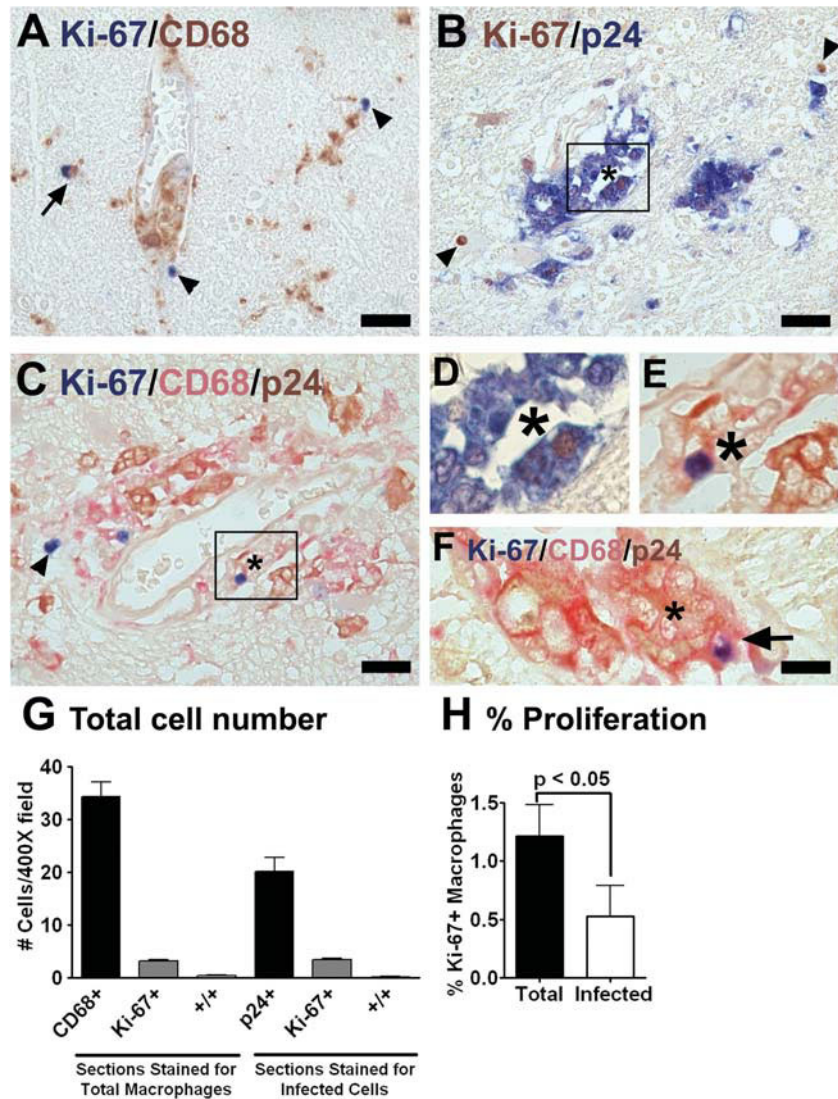 A Ki-67/CD68
B Ki-67/p24
*
C Ki-67/CD68/p24
*
D
*
E
*
F Ki-67/CD68/p24
*
G Total cell number
# Cells/400X field
40
30
20
10
0
CD68+ Ki-67+ +/+ p24+ Ki-67+ +/+
Sections Stained for Total Macrophages
Sections Stained for Infected Cells
H % Proliferation
% Ki-67+ Macrophages
p < 0.05
1.5
1.0
0.5
0.0
Total Infected